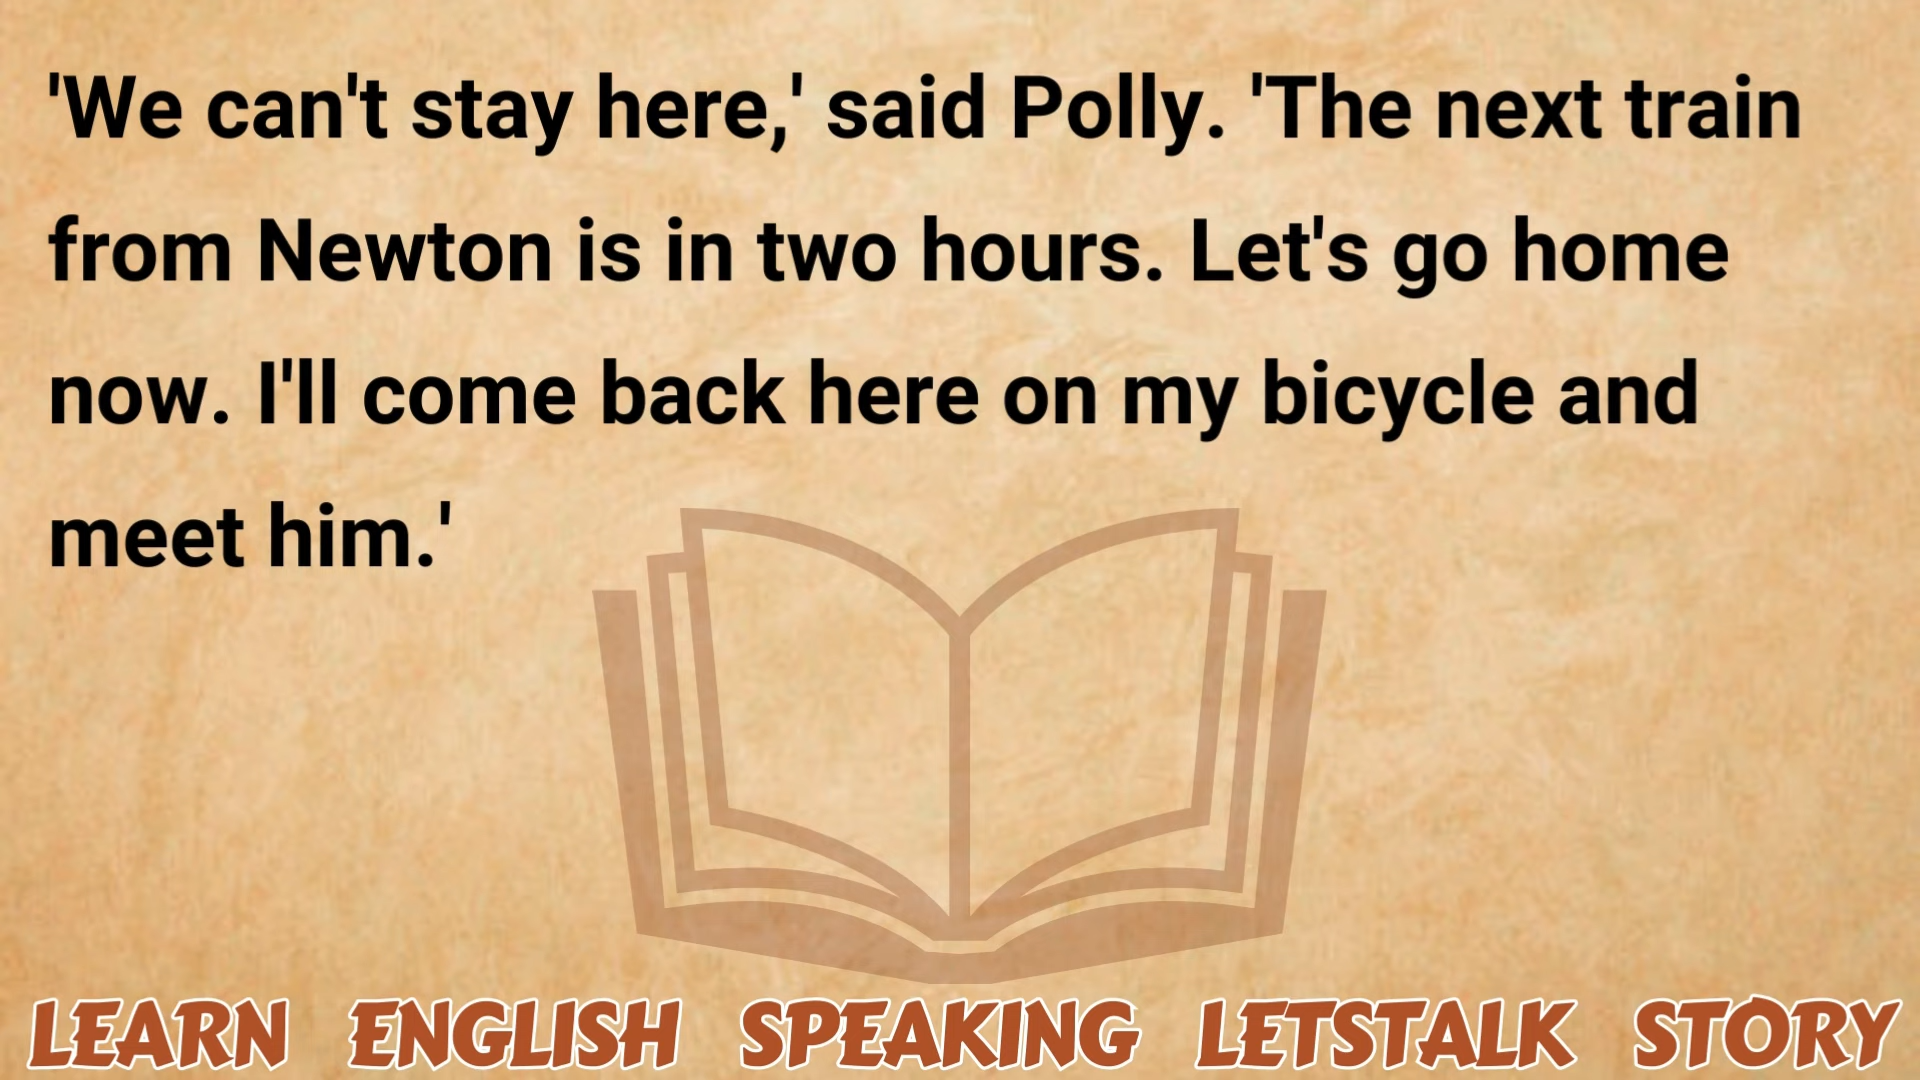 'We can't stay here,' said Polly. 'The next train
from Newton is in two hours. Let's go home
now. I'll come back here on my bicycle and
meet him.'
LEARN ENGLISH SPEAKING LETSTALK STORY